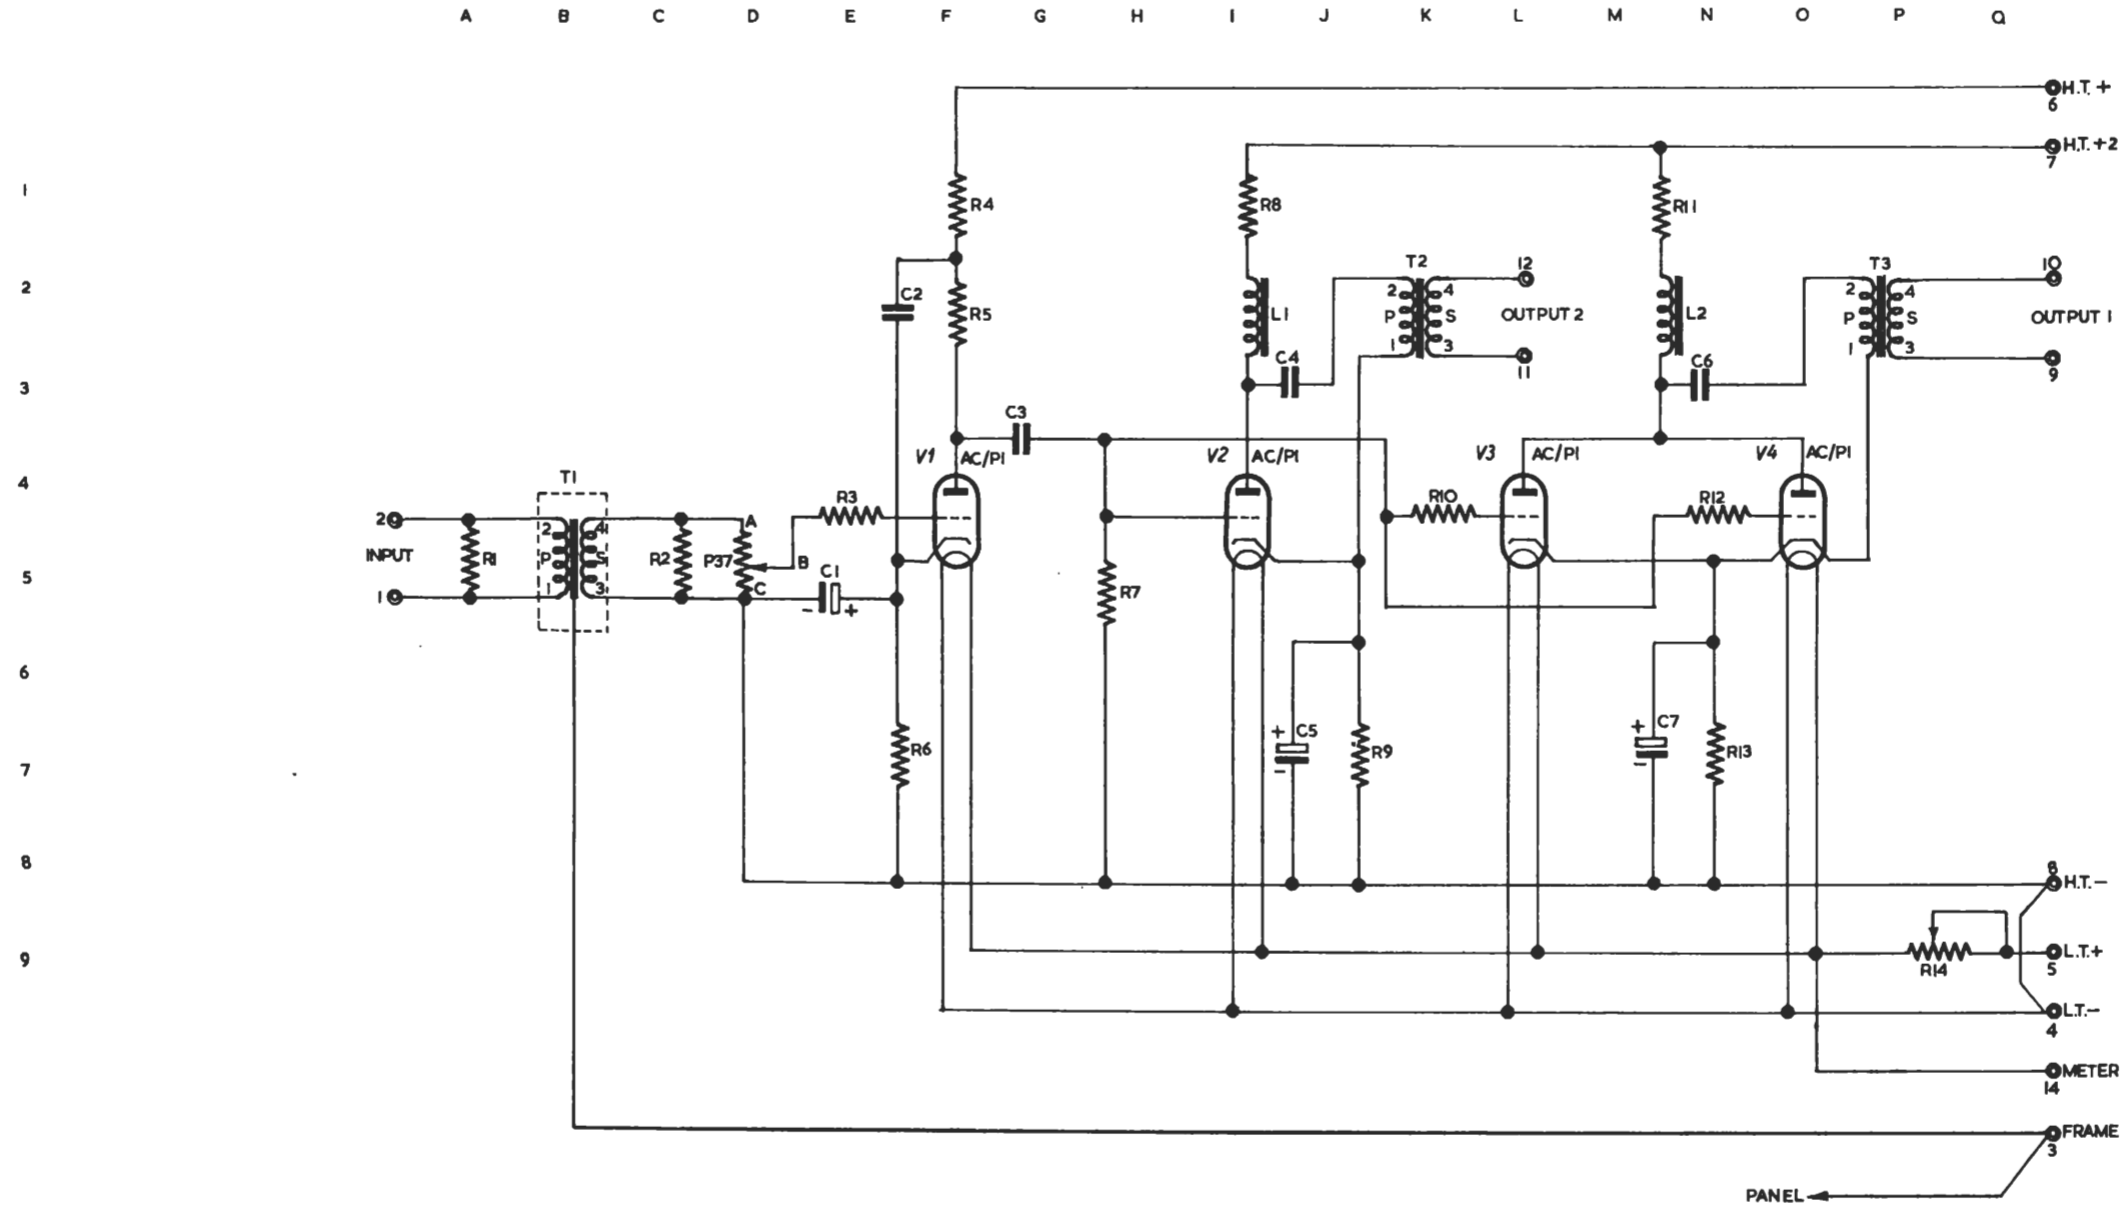 A B C D E F G H I J K L M N O P Q
H.T. +
6
H.T. +2
7
1
R4
R8
R11
2
C2
R5
L1
T2
2 4
P S
1 3
12
OUTPUT 2
11
L2
T3
2 4
P S
1 3
10
OUTPUT 1
9
C4
C6
3
C3
V1 AC/P1
V2 AC/P1
V3 AC/P1
V4 AC/P1
4
T1
R3
R10
R12
2
INPUT
1
R1
2 4
P S
1 3
R2
P37
A
B
C
C1
- +
5
R7
6
R6
+ C5
-
R9
+ C7
-
R13
7
8
8
H.T. -
9
R14
L.T. +
5
L.T. -
4
METER
14
FRAME
3
PANEL